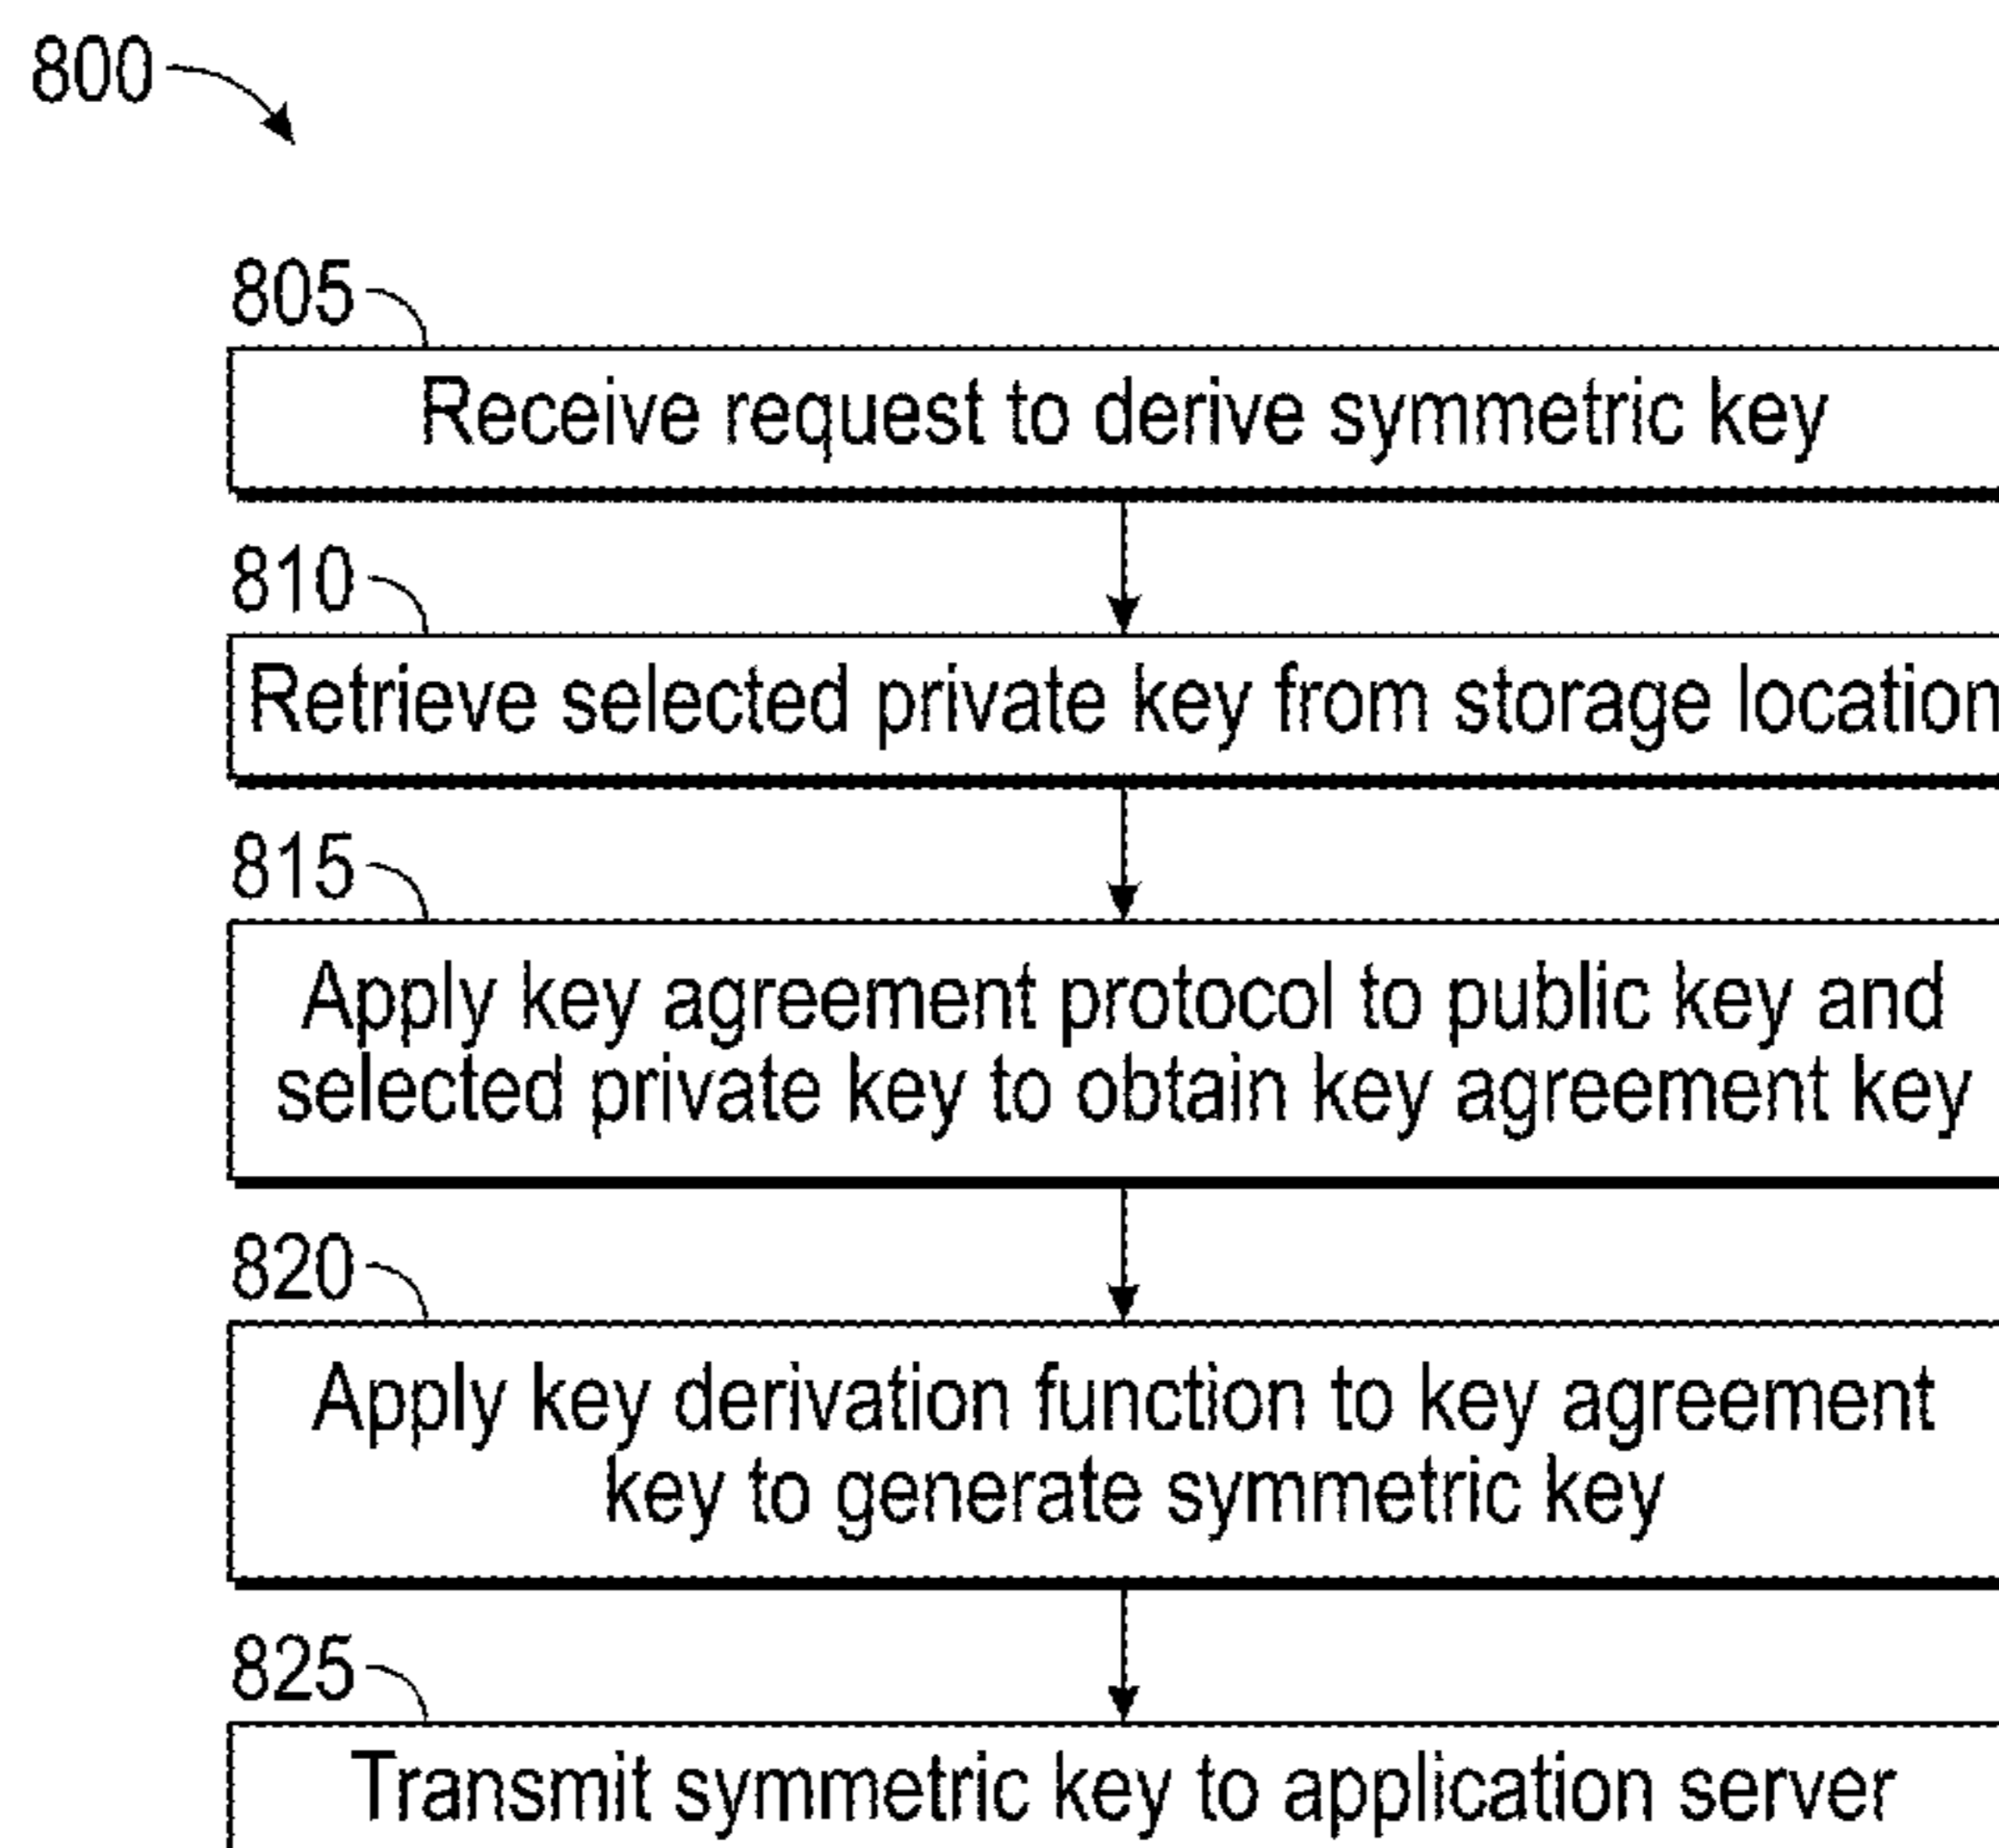 800
805
Receive request to derive symmetric key
810
Retrieve selected private key from storage location
815
Apply key agreement protocol to public key and
selected private key to obtain key agreement key
820
Apply key derivation function to key agreement
key to generate symmetric key
825
Transmit symmetric key to application server